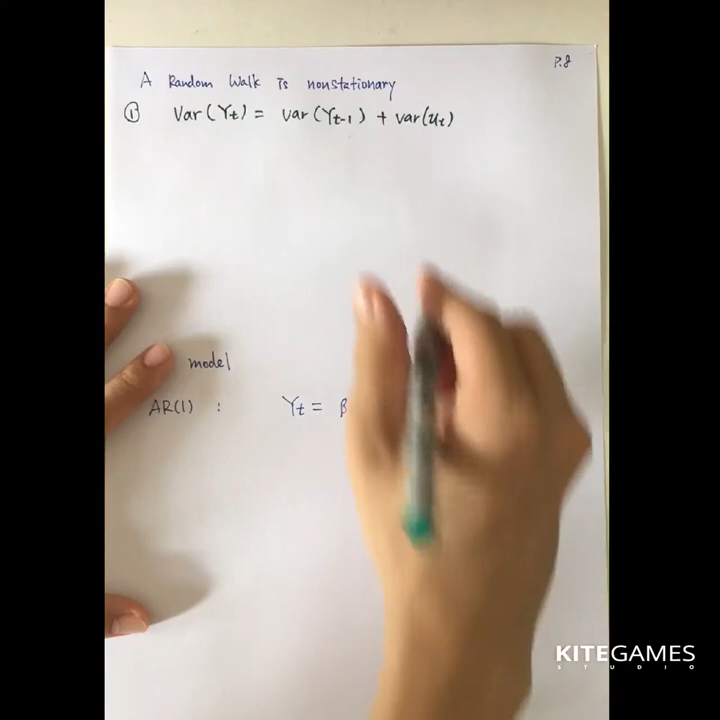 P.8
A Random Walk is nonstationary
① Var(Yt) = var(Yt-1) + var(ut)
model
AR(1) : Yt = β
KITEGAMES
STUDIO